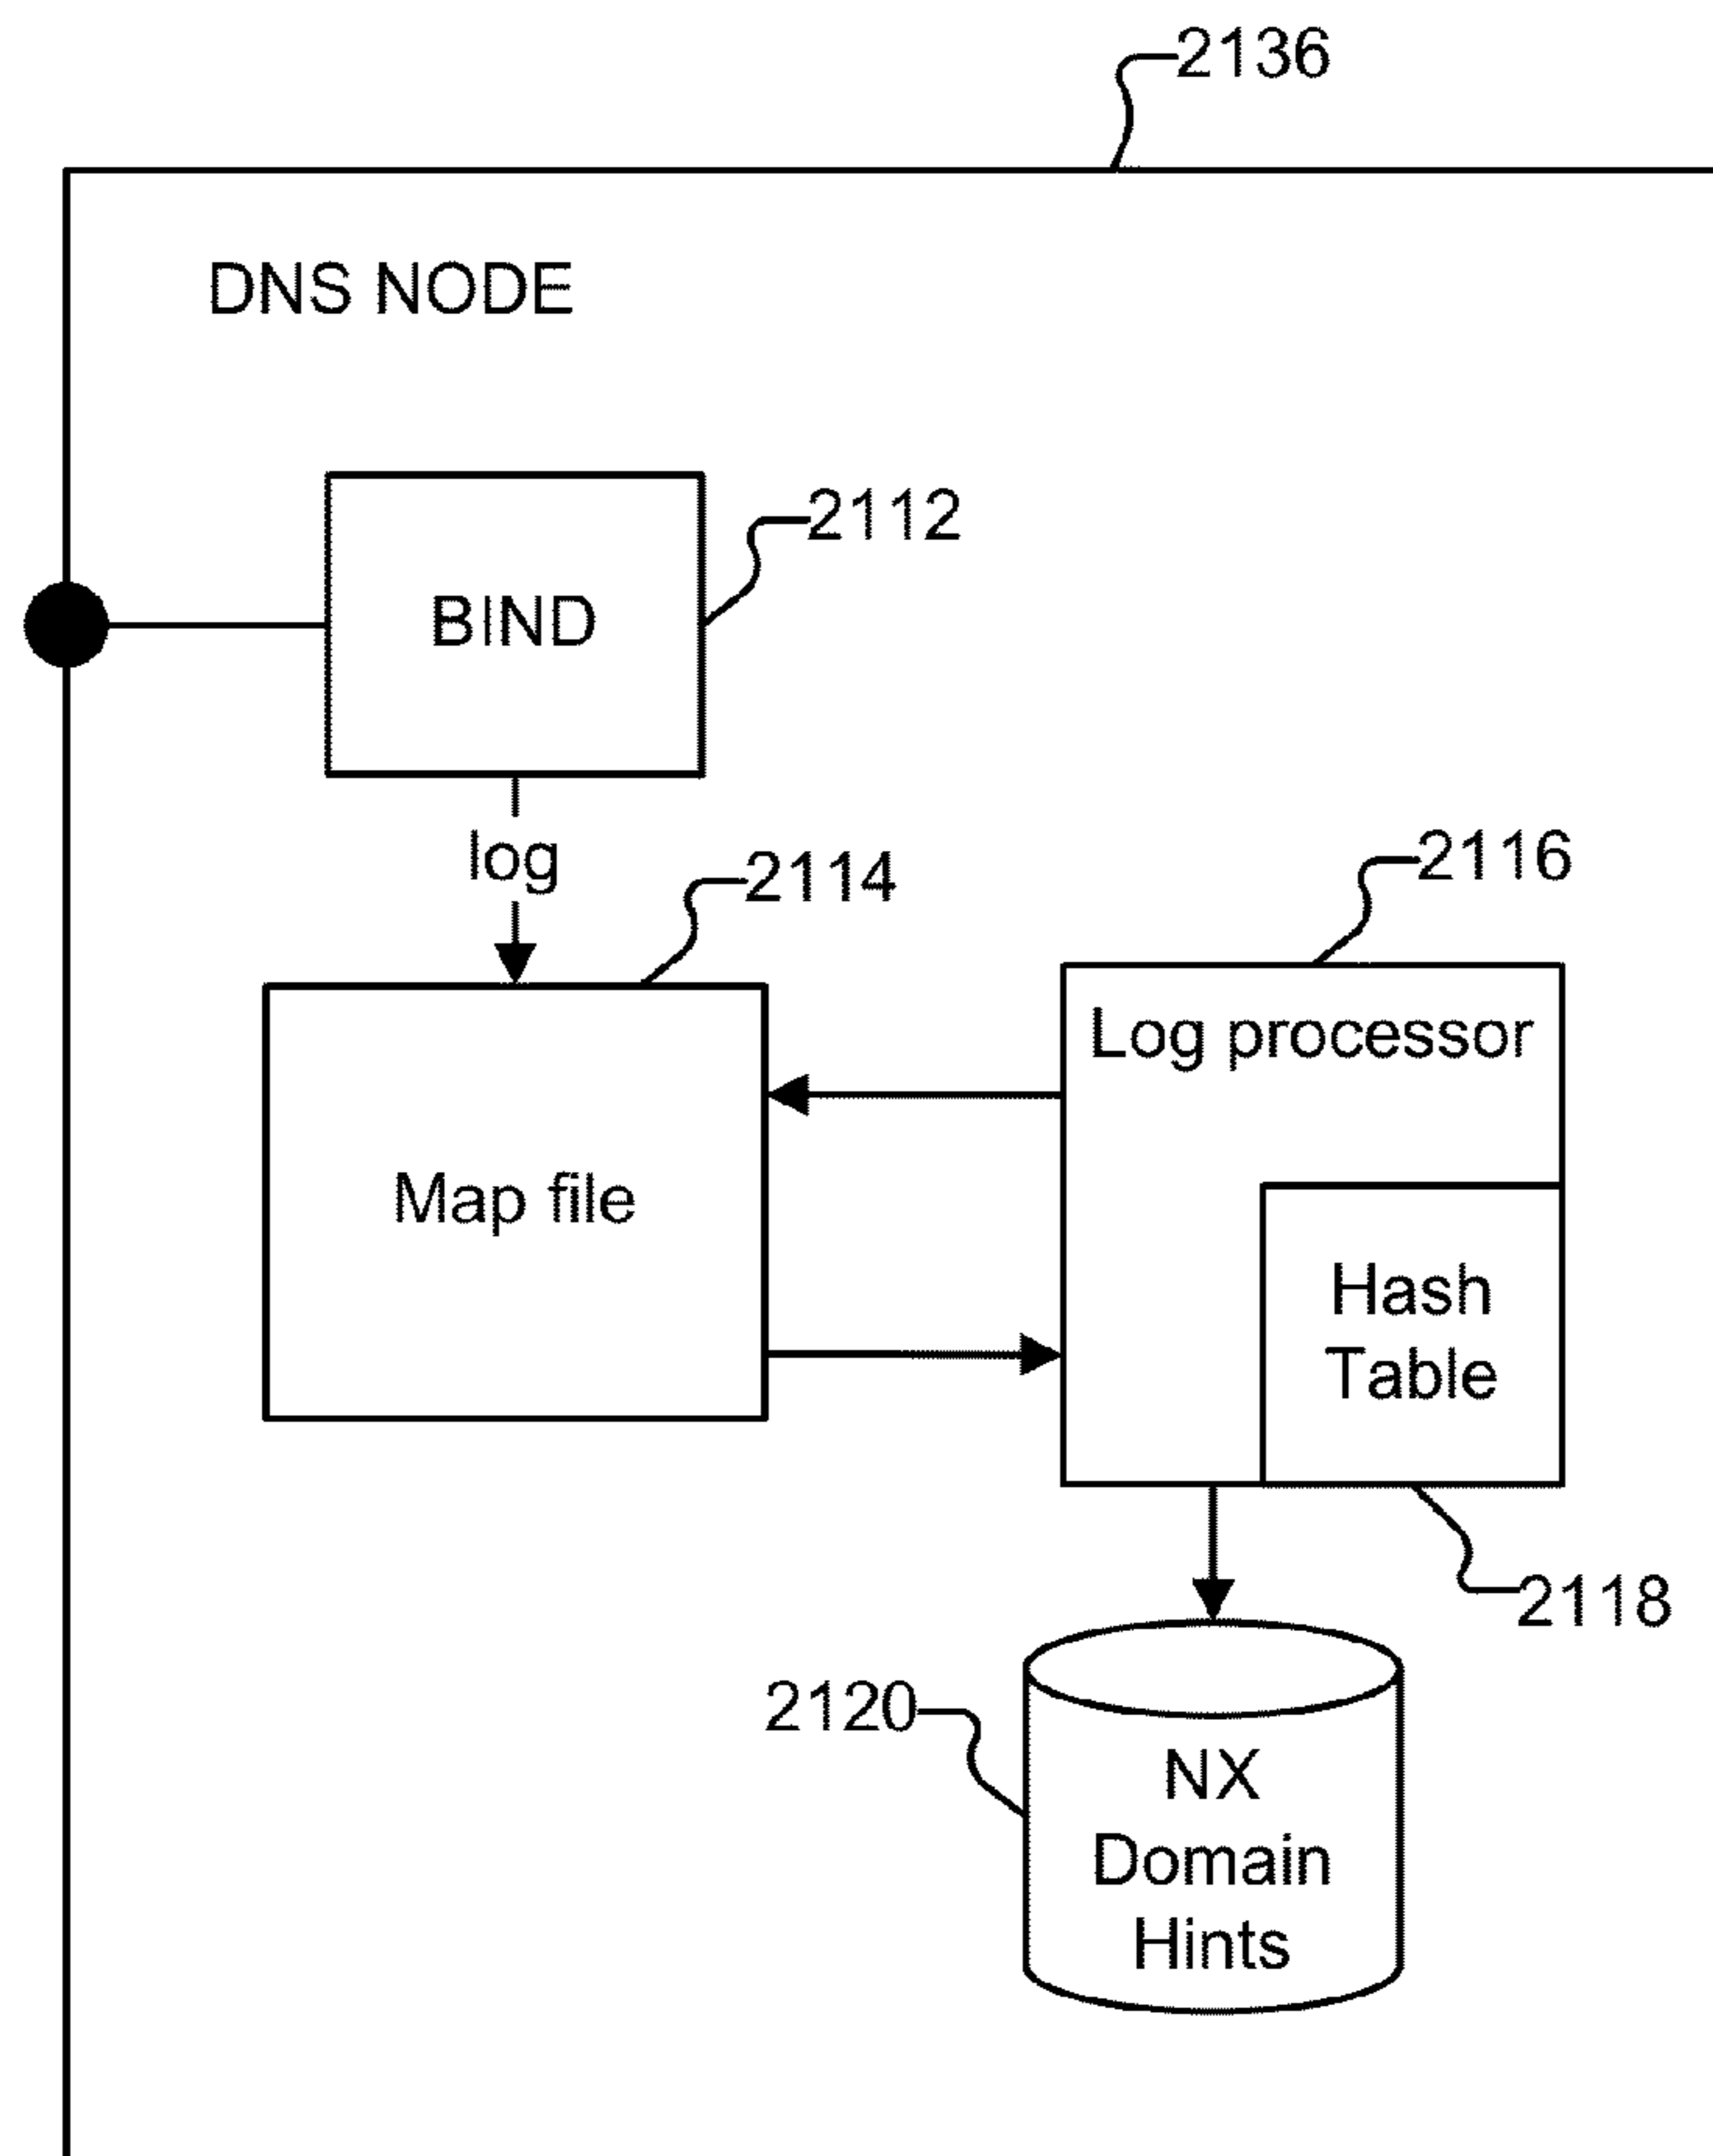 2136
DNS NODE
2112
BIND
log
2114
2116
Log processor
Map file
Hash
Table
2118
2120
NX
Domain
Hints